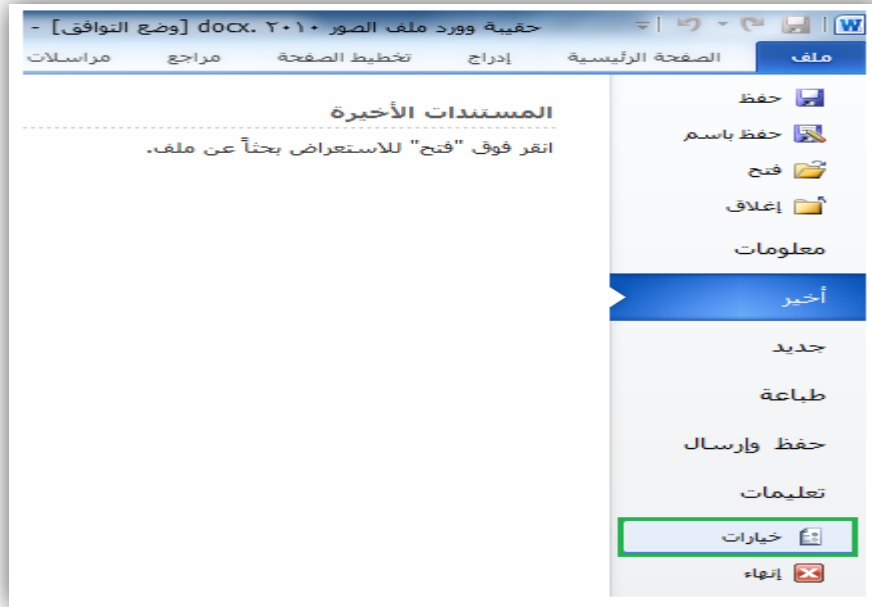 حقيبة وورد ملف الصور ٢٠١٠ .docx [وضع التوافق] -
ملف الصفحة الرئيسية إدراج تخطيط الصفحة مراجع مراسلات
حفظ
حفظ باسم
فتح
إغلاق
معلومات
أخير
جديد
طباعة
حفظ وإرسال
تعليمات
خيارات
إنهاء
المستندات الأخيرة
انقر فوق "فتح" للاستعراض بحثاً عن ملف.